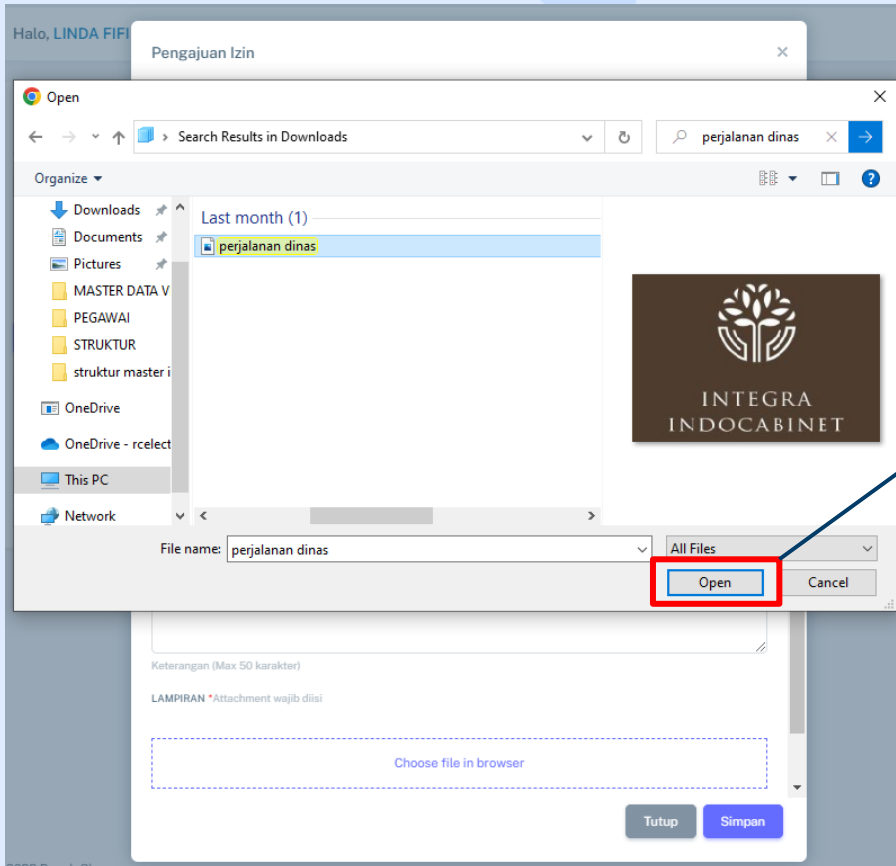 Halo, LINDA FIFI
Pengajuan Izin
Open
Search Results in Downloads
perjalanan dinas
Organize
Downloads
Documents
Pictures
MASTER DATA V
PEGAWAI
STRUKTUR
struktur master i
OneDrive
OneDrive - rcelect
This PC
Network
Last month (1)
perjalanan dinas
INTEGRA
INDOCABINET
File name: perjalanan dinas
All Files
Open Cancel
Keterangan (Max 50 karakter)
LAMPIRAN *Attachment wajib diisi
Choose file in browser
Tutup Simpan